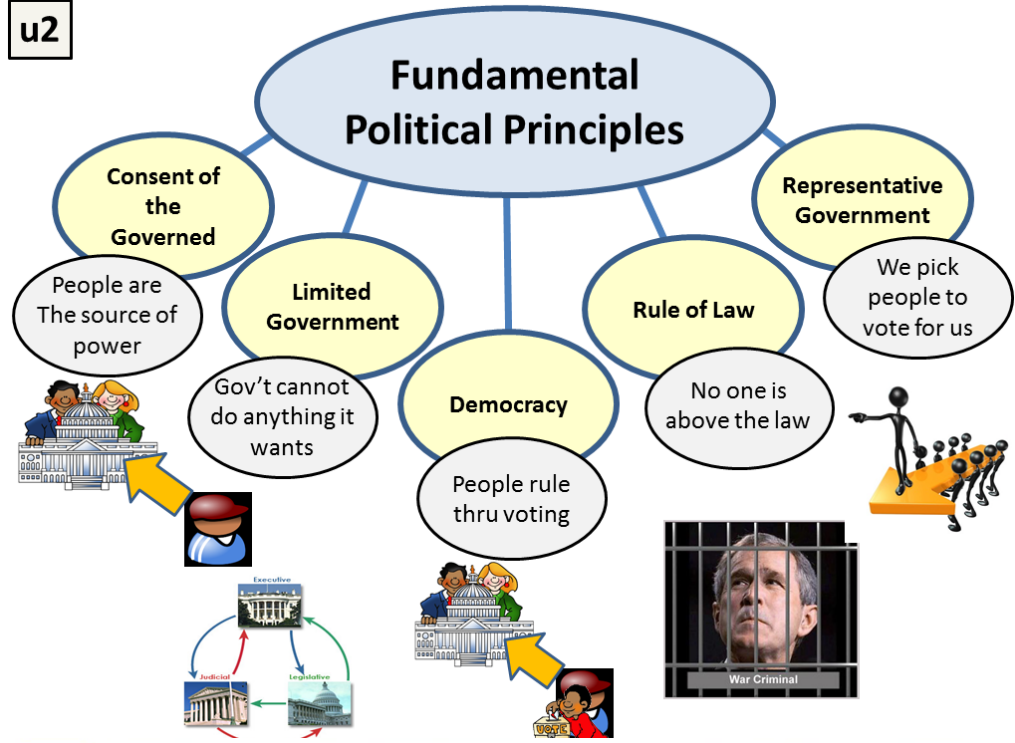 u2
Fundamental
Political Principles
Consent of
the
Governed
People are
The source of
power
Limited
Government
Gov’t cannot
do anything it
wants
Democracy
People rule
thru voting
Rule of Law
No one is
above the law
Representative
Government
We pick
people to
vote for us
Executive
Judicial
Legislative
VOTE
War Criminal